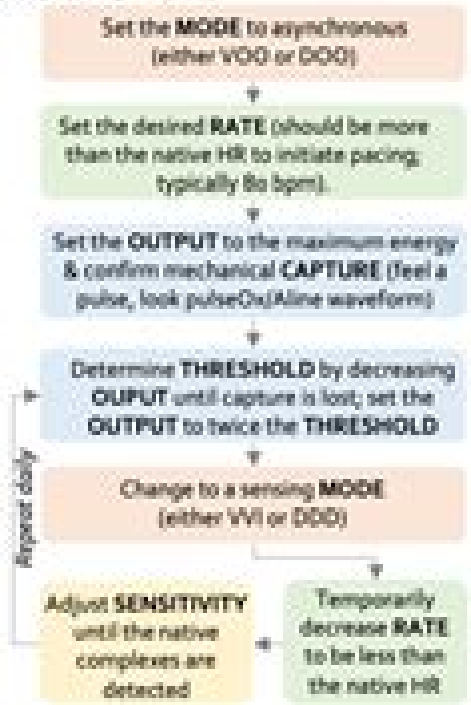 Set the MODE to asynchronous
(either VOO or DOO)
Set the desired RATE (should be more
than the native HR to initiate pacing;
typically 80 bpm).
Set the OUTPUT to the maximum energy
& confirm mechanical CAPTURE (feel a
pulse, look pulseOx/Aline waveform)
Determine THRESHOLD by decreasing
OUPUT until capture is lost; set the
OUTPUT to twice the THRESHOLD
Change to a sensing MODE
(either VVI or DDD)
Repeat daily
Adjust SENSITIVITY
until the native
complexes are
detected
Temporarily
decrease RATE
to be less than
the native HR